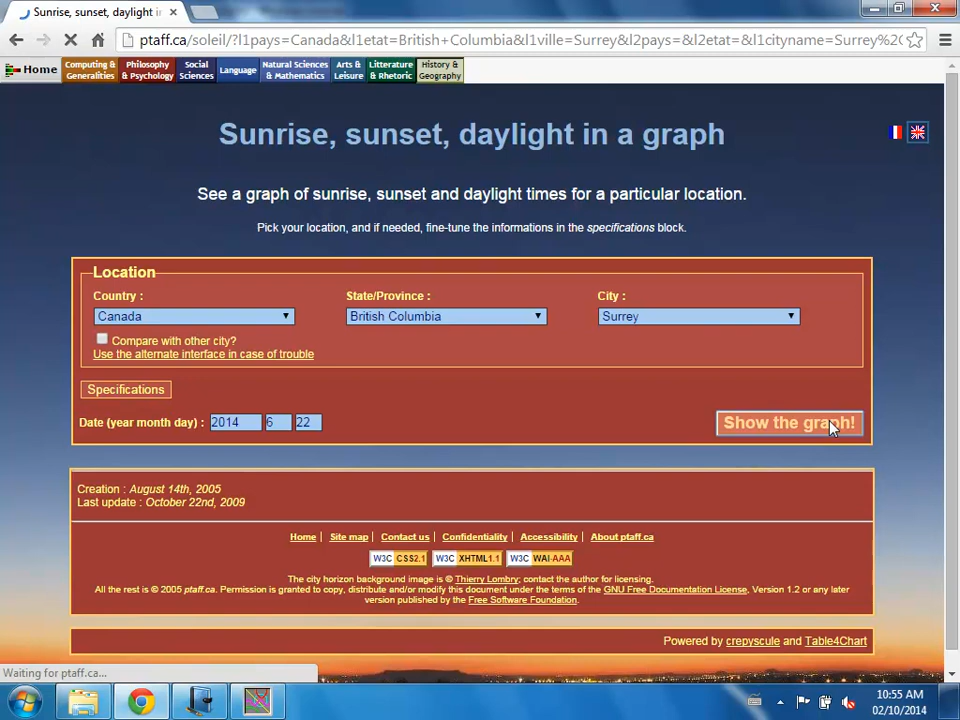 Sunrise, sunset, daylight i
ptaff.ca/soleil/?l1pays=Canada&l1etat=British+Columbia&l1ville=Surrey&l2pays=&l2etat=&l1cityname=Surrey%2C
Home
Computing & Generalities
Philosophy & Psychology
Social Sciences
Language
Natural Sciences & Mathematics
Arts & Leisure
Litterature & Rhetoric
History & Geography
Sunrise, sunset, daylight in a graph
See a graph of sunrise, sunset and daylight times for a particular location.
Pick your location, and if needed, fine-tune the informations in the specifications block.
Location
Country : State/Province : City :
Canada British Columbia Surrey
Compare with other city?
Use the alternate interface in case of trouble
Specifications
Date (year month day) : 2014 6 22 Show the graph!
Creation : August 14th, 2005
Last update : October 22nd, 2009
Home | Site map | Contact us | Confidentiality | Accessibility | About ptaff.ca
W3C CSS2.1 W3C XHTML1.1 W3C WAI-AAA
The city horizon background image is © Thierry Lombry; contact the author for licensing.
All the rest is © 2005 ptaff.ca. Permission is granted to copy, distribute and/or modify this document under the terms of the GNU Free Documentation License, Version 1.2 or any later
version published by the Free Software Foundation.
Powered by crepyscule and Table4Chart
Waiting for ptaff.ca...
10:55 AM
02/10/2014